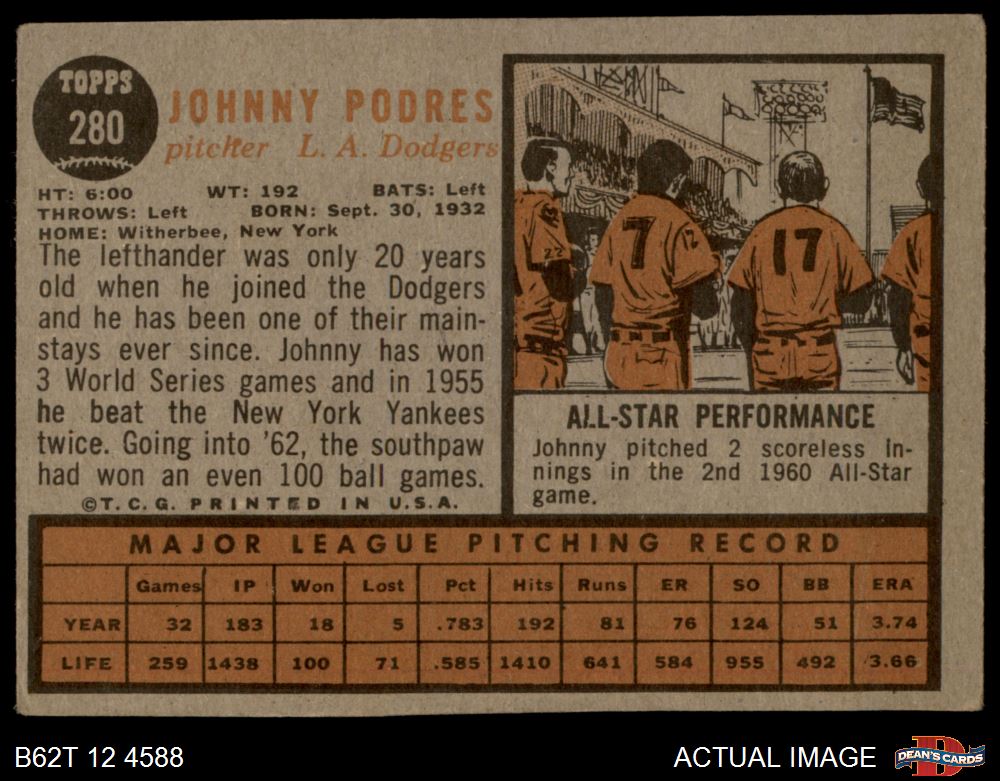 TOPPS
280
JOHNNY PODRES
pitcher L. A. Dodgers
HT: 6:00 WT: 192 BATS: Left
THROWS: Left BORN: Sept. 30, 1932
HOME: Witherbee, New York
The lefthander was only 20 years
old when he joined the Dodgers
and he has been one of their main-
stays ever since. Johnny has won
3 World Series games and in 1955
he beat the New York Yankees
twice. Going into '62, the southpaw
had won an even 100 ball games.
©T. C. G. PRINTED IN U.S.A.
22
7
12
17
ALL-STAR PERFORMANCE
Johnny pitched 2 scoreless in-
nings in the 2nd 1960 All-Star
game.
MAJOR LEAGUE PITCHING RECORD
Games IP Won Lost Pct Hits Runs ER SO BB ERA
YEAR 32 183 18 5 .783 192 81 76 124 51 3.74
LIFE 259 1438 100 71 .585 1410 641 584 955 492 3.66
B62T 12 4588
ACTUAL IMAGE
DEAN'S CARDS